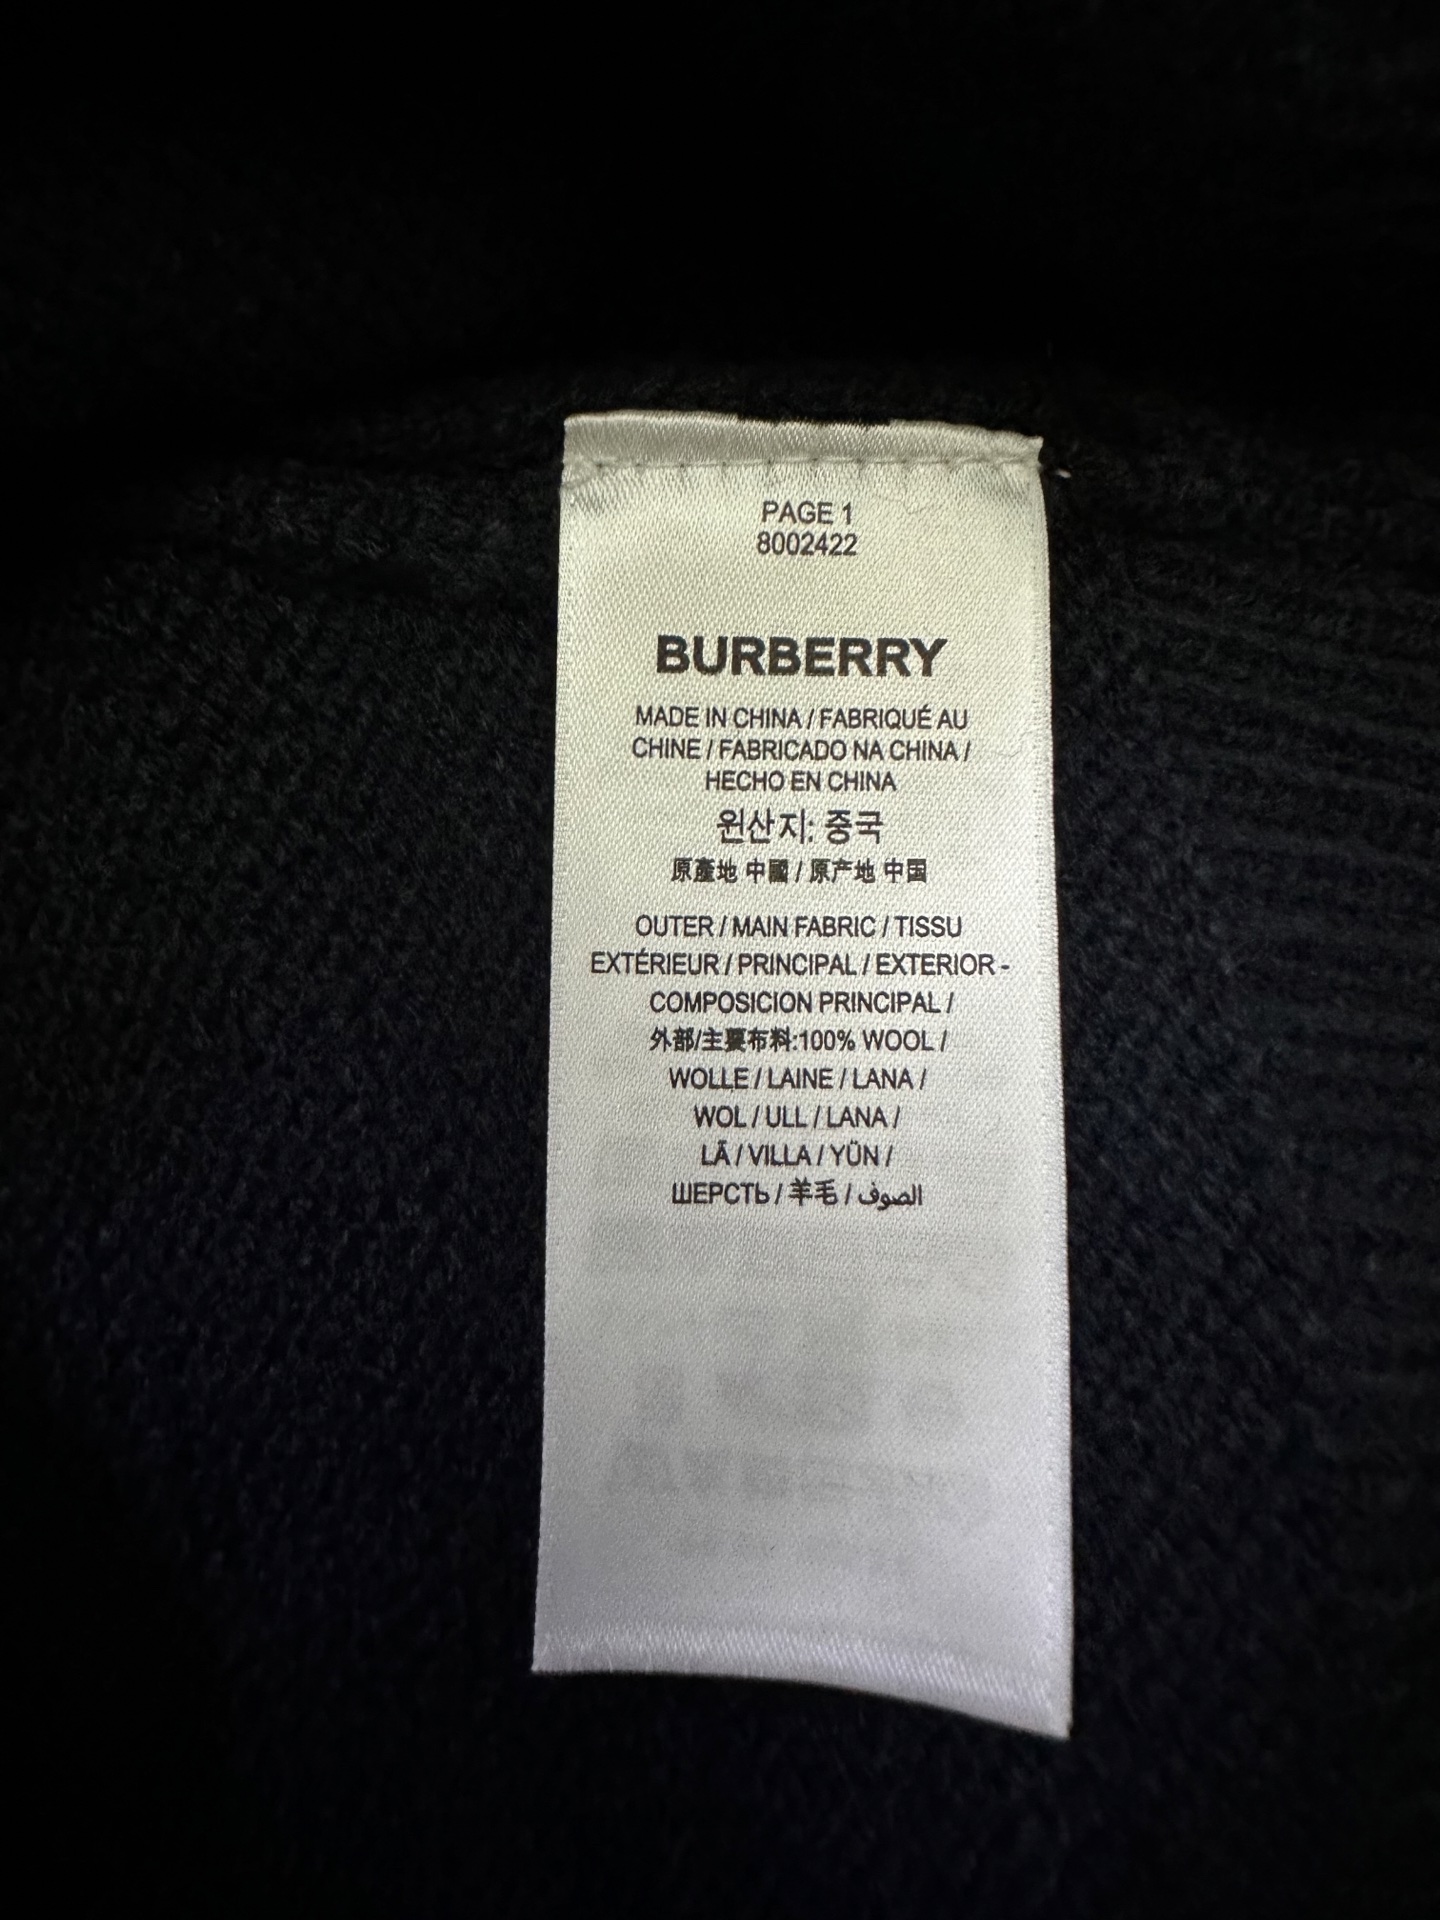 PAGE 1
8002422
BURBERRY
MADE IN CHINA / FABRIQUÉ AU
CHINE / FABRICADO NA CHINA /
HECHO EN CHINA
원산지: 중국
原產地 中國 / 原产地 中国
OUTER / MAIN FABRIC / TISSU
EXTÉRIEUR / PRINCIPAL / EXTERIOR -
COMPOSICION PRINCIPAL /
外部/主要布料:100% WOOL /
WOLLE / LAINE / LANA /
WOL / ULL / LANA /
LÃ / VILLA / YÜN /
ШЕРСТЬ / 羊毛 / الصوف